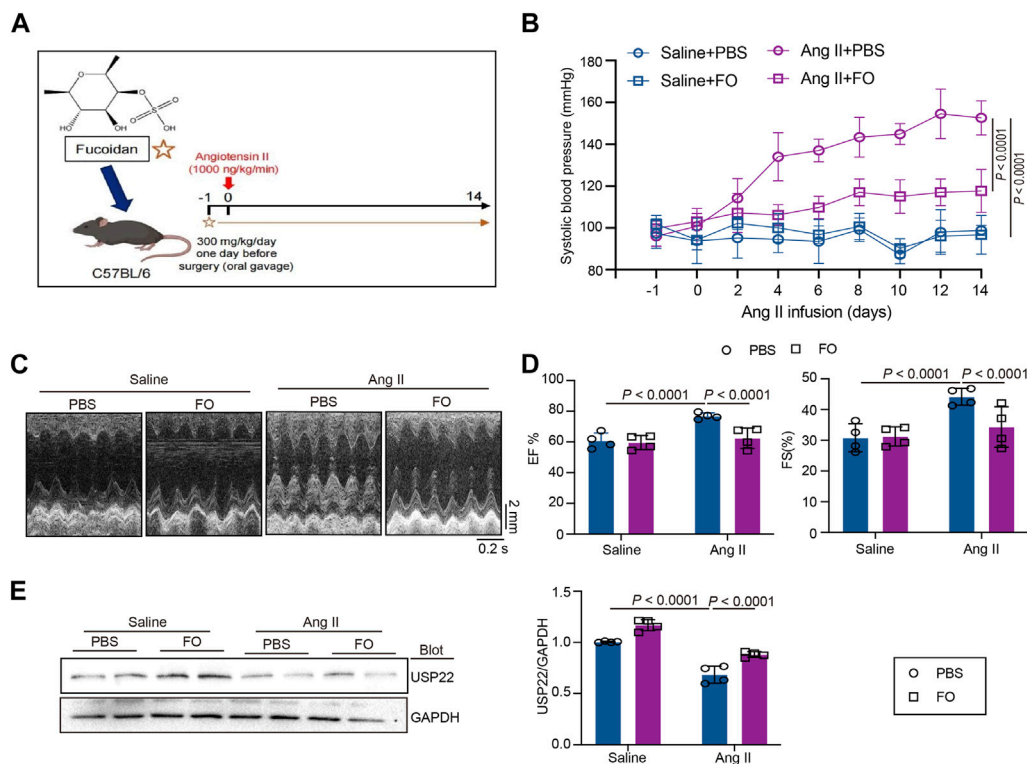 A
O
O
O
S
O
HO
OH
OH
Fucoidan
Angiotensin II
(1000 ng/kg/min)
-1 0 14
300 mg/kg/day
one day before
surgery (oral gavage)
C57BL/6
B
Saline+PBS
Ang II+PBS
Saline+FO
Ang II+FO
Systolic blood pressure (mmHg)
160
140
120
100
80
-1 0 2 4 6 8 10 12 14
Ang II infusion (days)
P < 0.0001
P < 0.0001
C
Saline
Ang II
PBS FO PBS FO
2 mm
0.2 s
D
PBS FO
EF %
100
80
60
40
20
0
P < 0.0001 P < 0.0001
Saline Ang II
FS(%)
50
40
30
20
10
0
P < 0.0001 P < 0.0001
Saline Ang II
E
Saline Ang II
PBS FO PBS FO Blot
USP22
GAPDH
USP22/GAPDH
1.5
1.0
0.5
0.0
P < 0.0001 P < 0.0001
Saline Ang II
PBS
FO